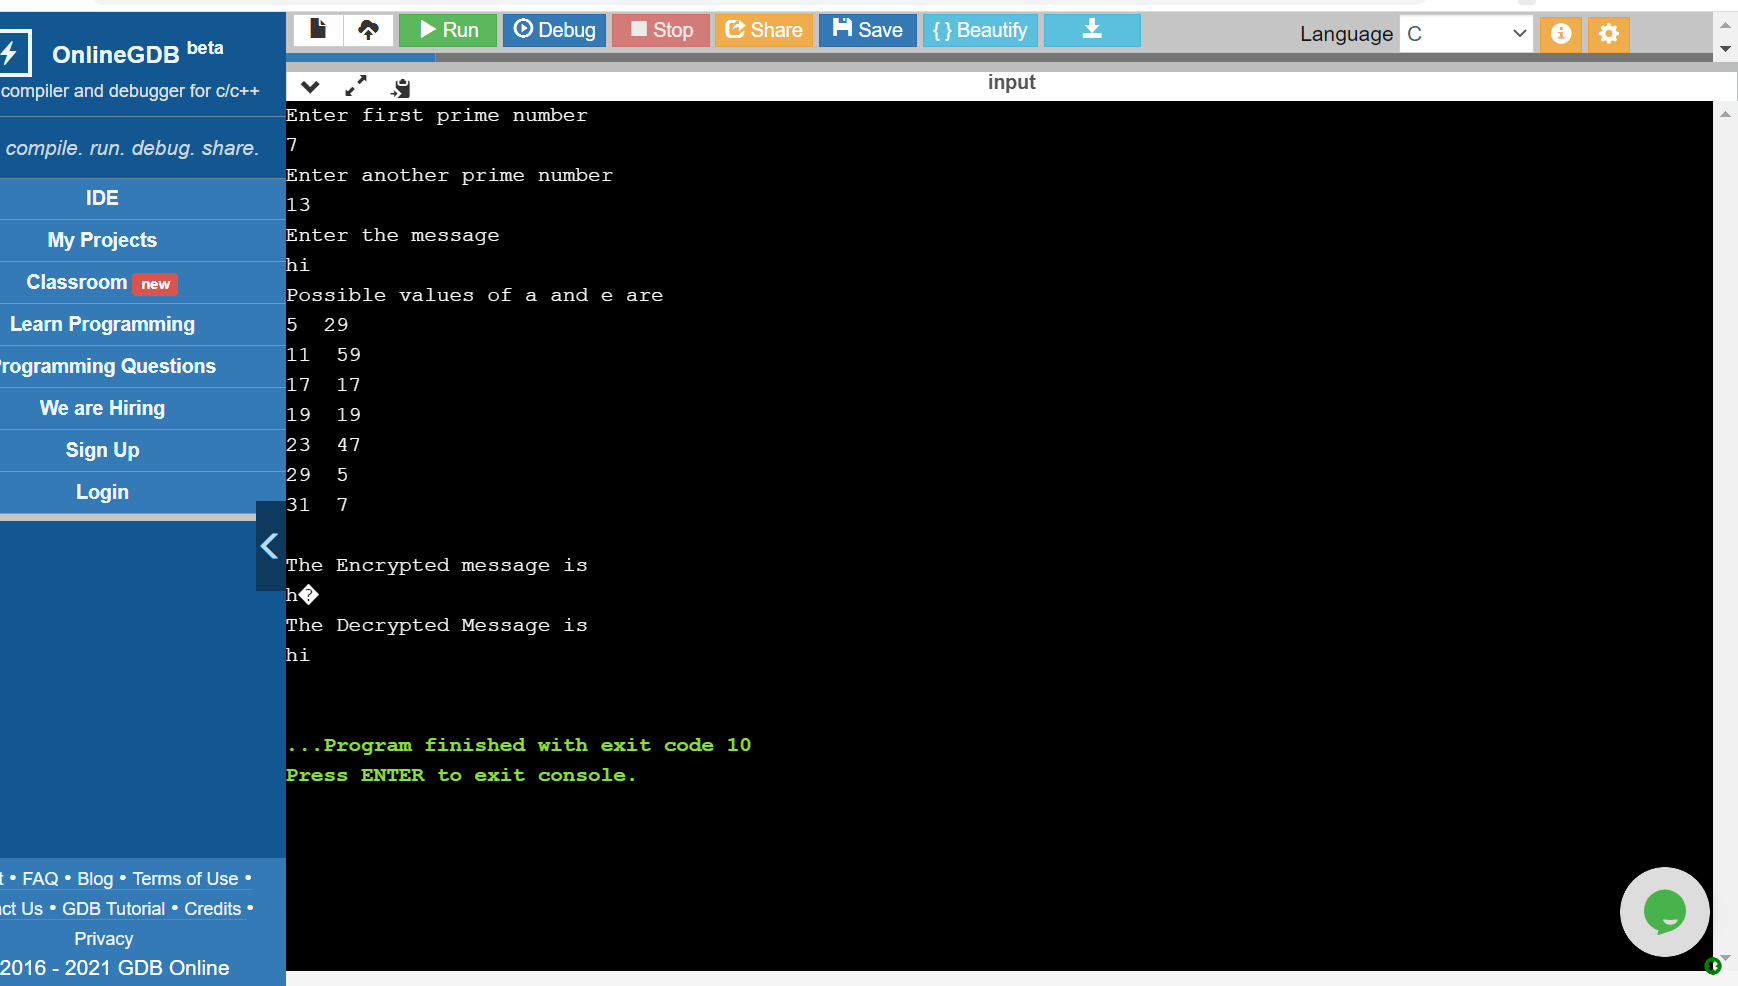 OnlineGDB beta
compiler and debugger for c/c++
compile. run. debug. share.
IDE
My Projects
Classroom new
Learn Programming
rogramming Questions
We are Hiring
Sign Up
Login
t • FAQ • Blog • Terms of Use •
ct Us • GDB Tutorial • Credits •
Privacy
2016 - 2021 GDB Online
Run
Debug
Stop
Share
Save
{ } Beautify
Language C
input
Enter first prime number
7
Enter another prime number
13
Enter the message
hi
Possible values of a and e are
5 29
11 59
17 17
19 19
23 47
29 5
31 7
The Encrypted message is
h�
The Decrypted Message is
hi
...Program finished with exit code 10
Press ENTER to exit console.